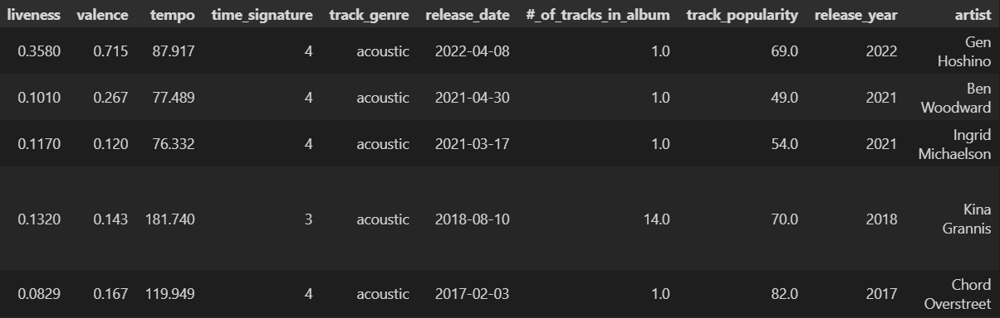 liveness valence tempo time_signature track_genre release_date #_of_tracks_in_album track_popularity release_year artist
0.3580 0.715 87.917 4 acoustic 2022-04-08 1.0 69.0 2022 Gen
Hoshino
0.1010 0.267 77.489 4 acoustic 2021-04-30 1.0 49.0 2021 Ben
Woodward
0.1170 0.120 76.332 4 acoustic 2021-03-17 1.0 54.0 2021 Ingrid
Michaelson
0.1320 0.143 181.740 3 acoustic 2018-08-10 14.0 70.0 2018 Kina
Grannis
0.0829 0.167 119.949 4 acoustic 2017-02-03 1.0 82.0 2017 Chord
Overstreet